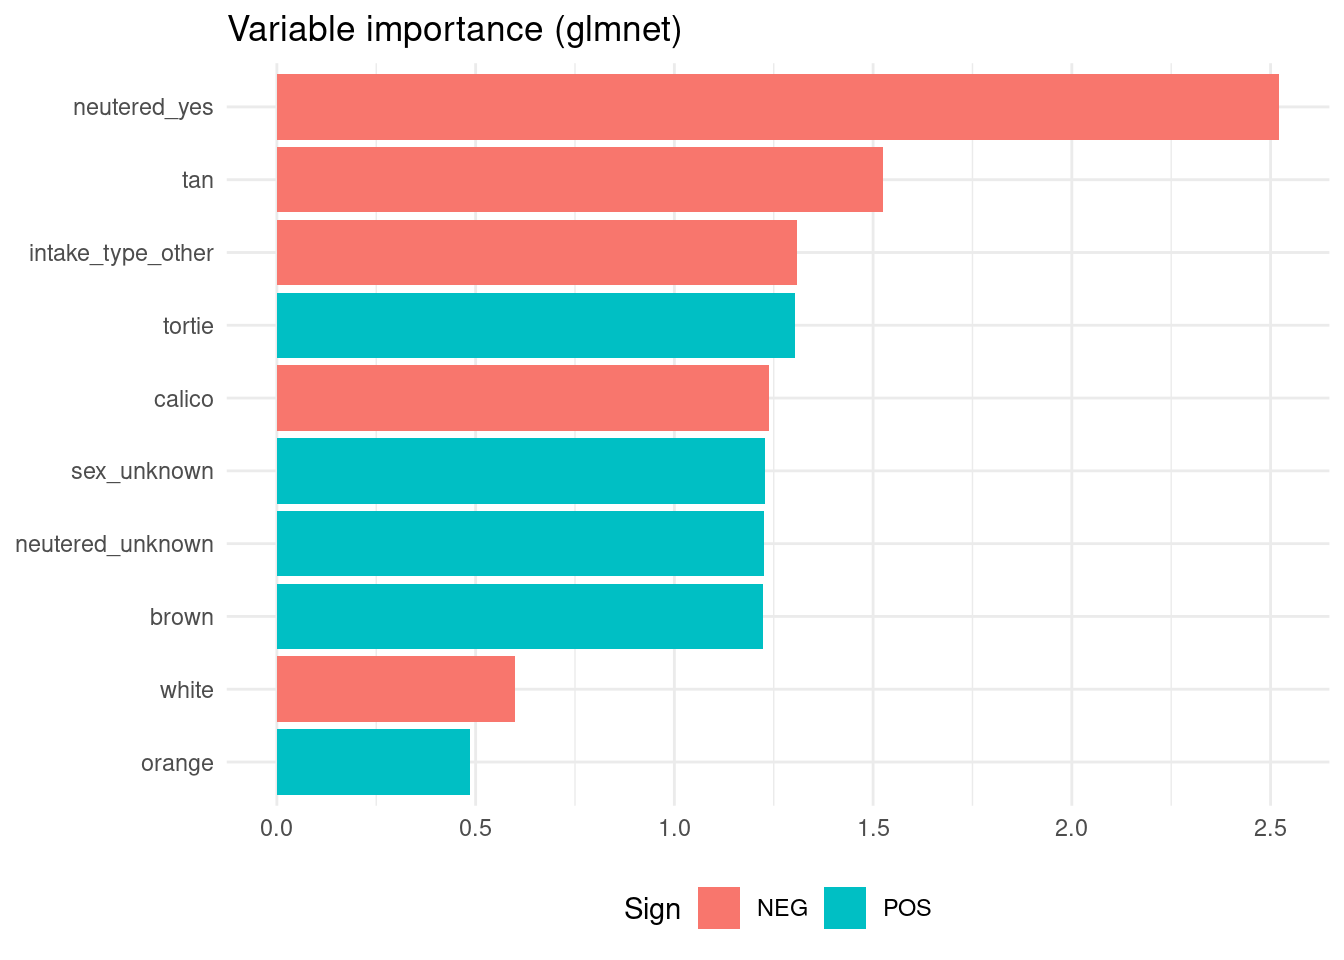 Variable importance (glmnet)
neutered_yes
tan
intake_type_other
tortie
calico
sex_unknown
neutered_unknown
brown
white
orange
0.0 0.5 1.0 1.5 2.0 2.5
Sign NEG POS